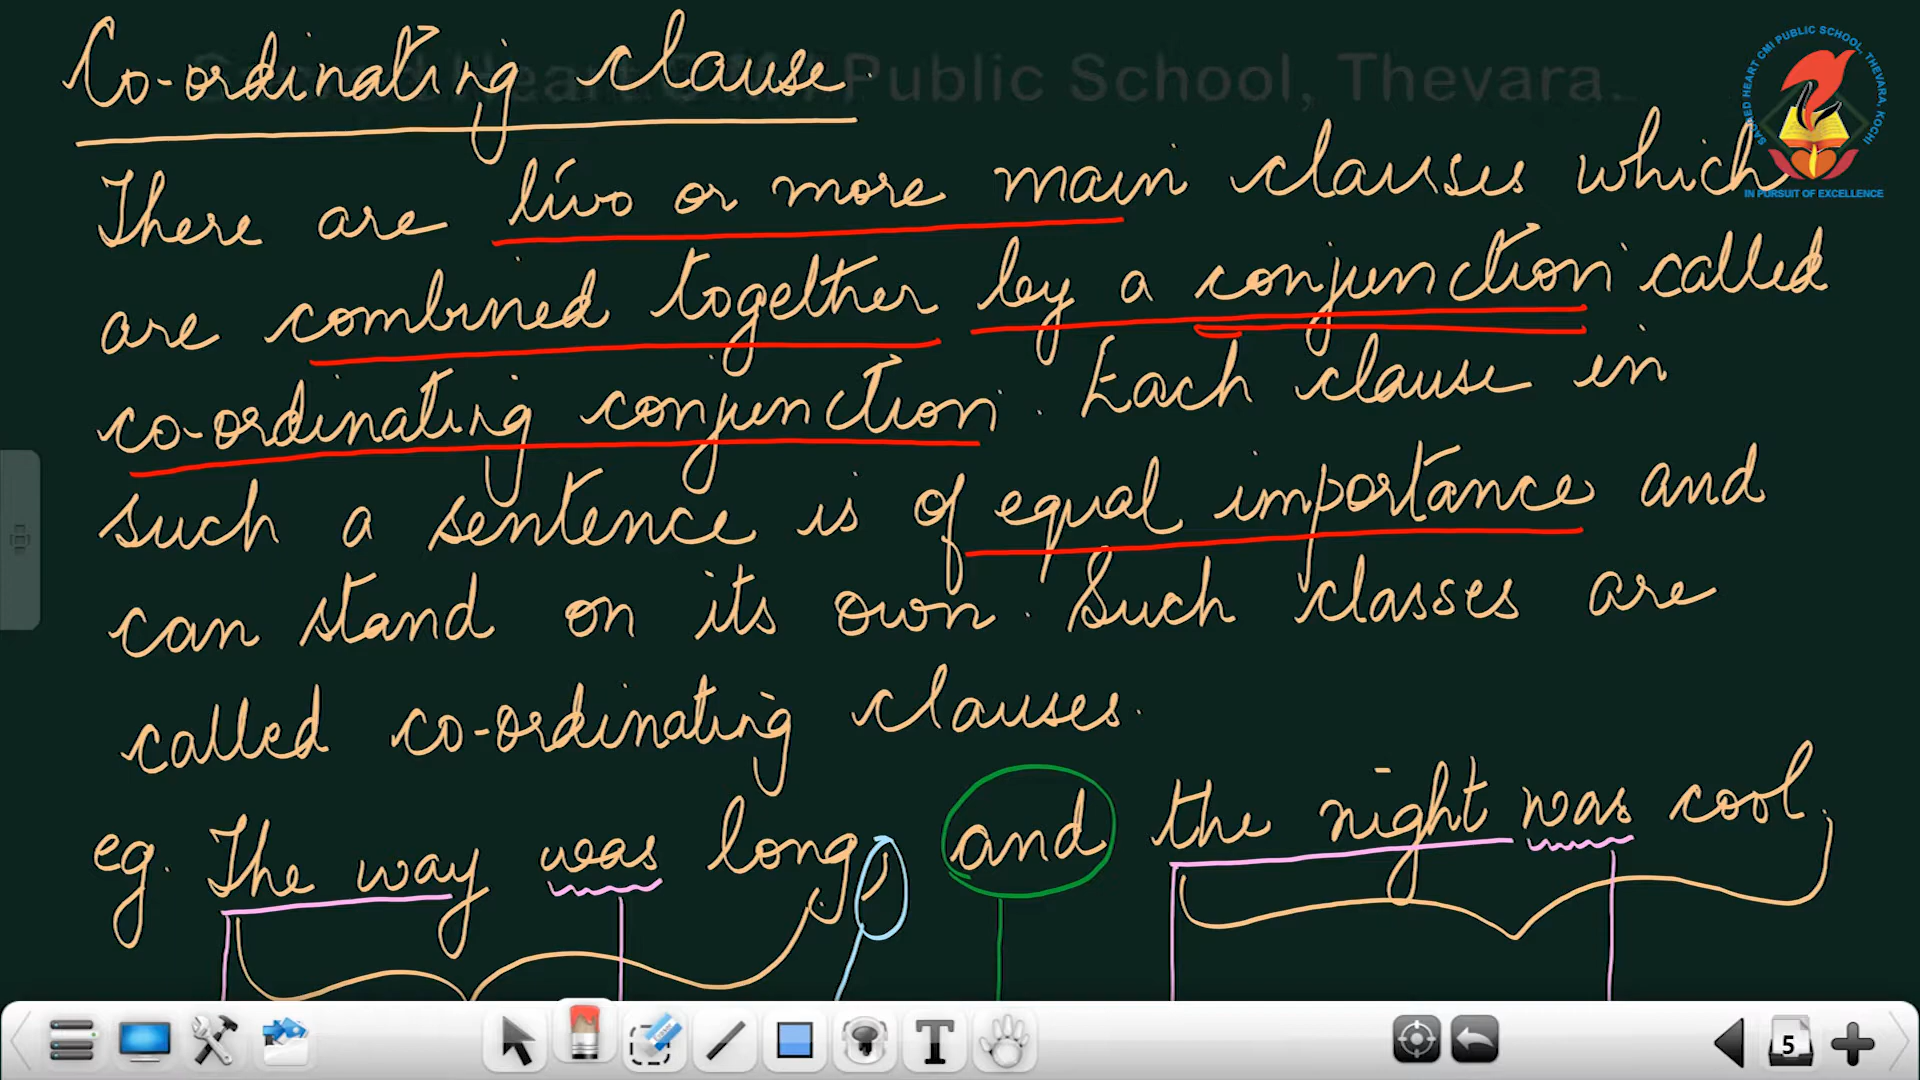 Co-ordinating clause
Public School, Thevara.
SACRED HEART CMI PUBLIC SCHOOL, THEVARA, KOCHI
IN PURSUIT OF EXCELLENCE
There are two or more main clauses which
are combined together by a conjunction called
co-ordinating conjunction. Each clause in
such a sentence is of equal importance and
can stand on its own. Such classes are
called co-ordinating clauses.
eg. The way was long, and the night was cool.
T
5